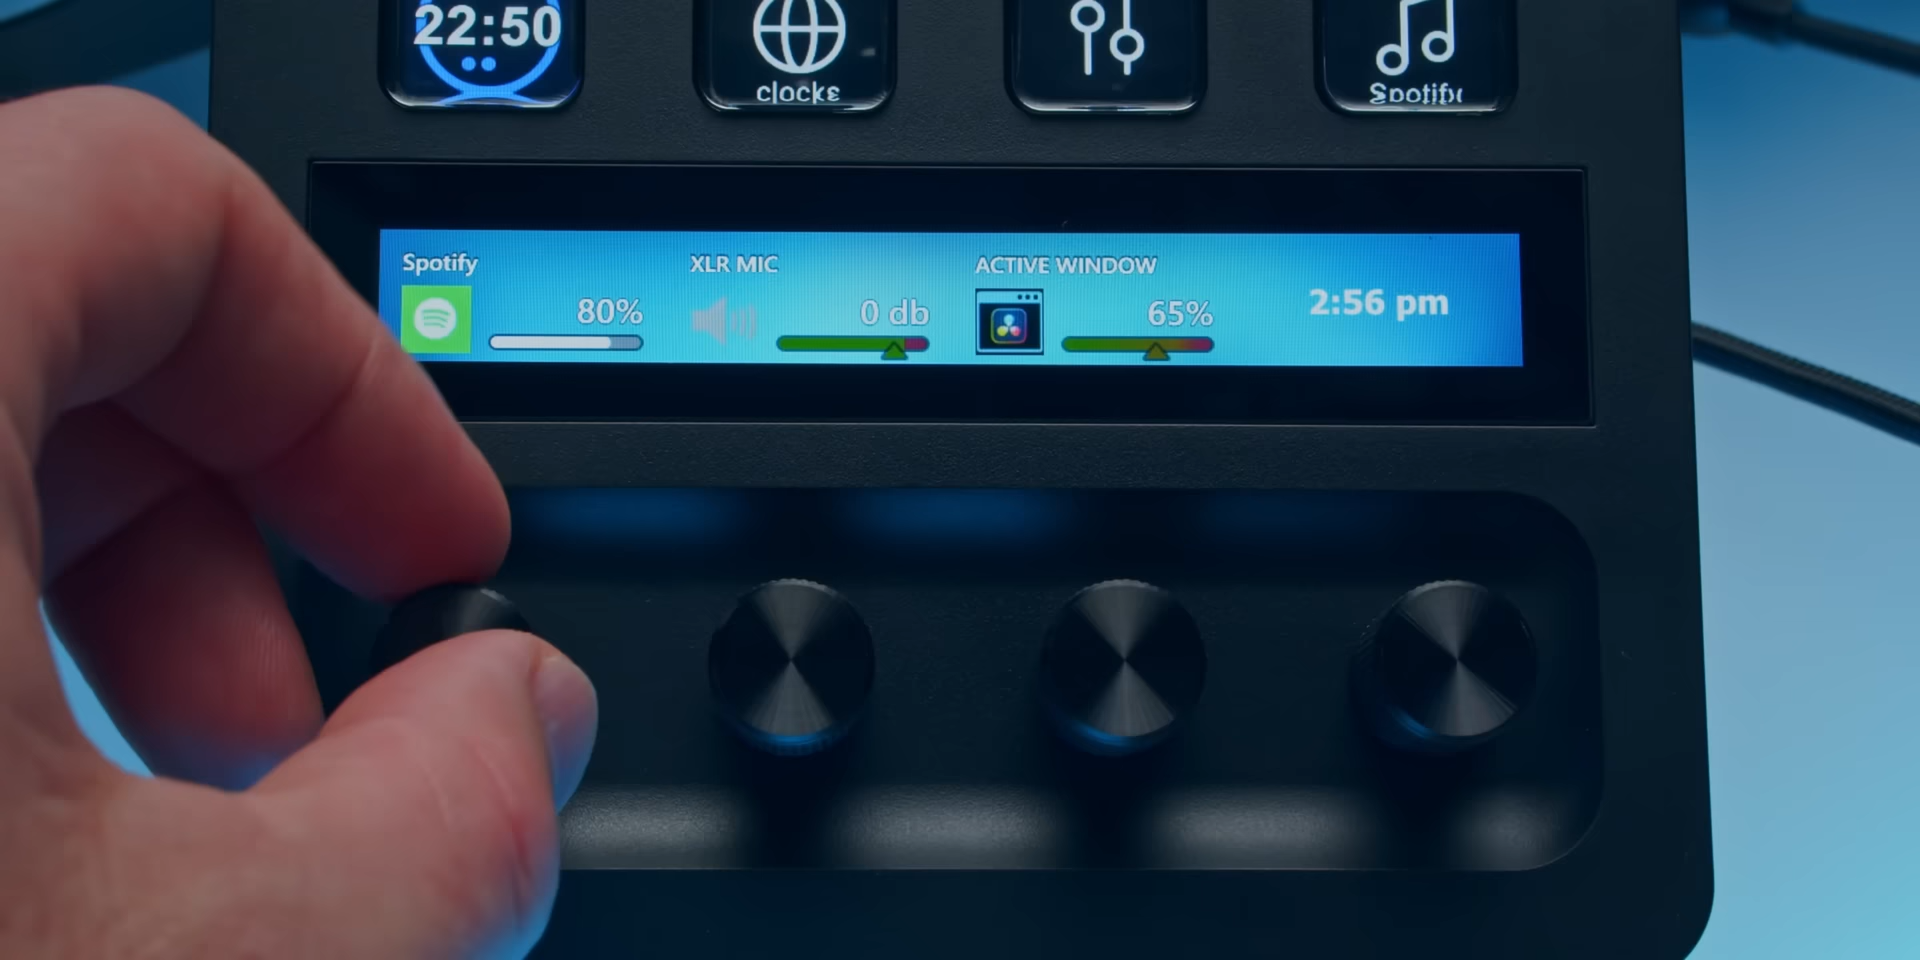 22:50
clocks
Spotify
Spotify
80%
XLR MIC
0 db
ACTIVE WINDOW
65%
2:56 pm